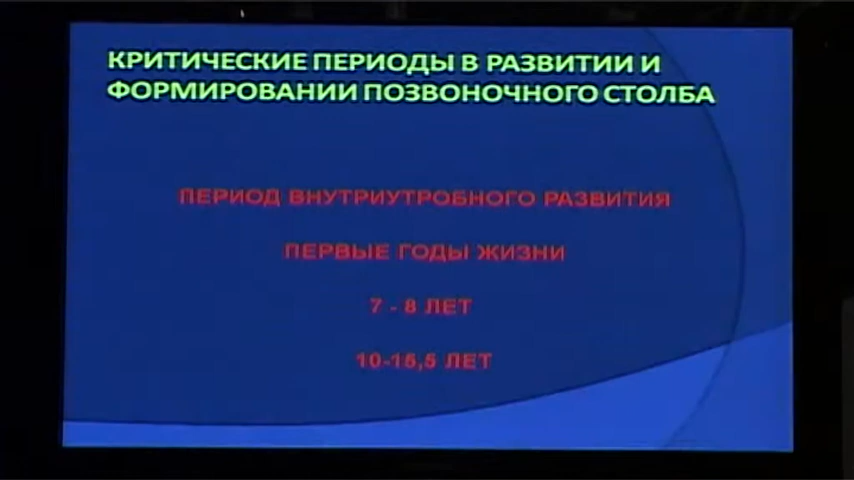 КРИТИЧЕСКИЕ ПЕРИОДЫ В РАЗВИТИИ И
ФОРМИРОВАНИИ ПОЗВОНОЧНОГО СТОЛБА
ПЕРИОД ВНУТРИУТРОБНОГО РАЗВИТИЯ
ПЕРВЫЕ ГОДЫ ЖИЗНИ
7 - 8 ЛЕТ
10-15,5 ЛЕТ